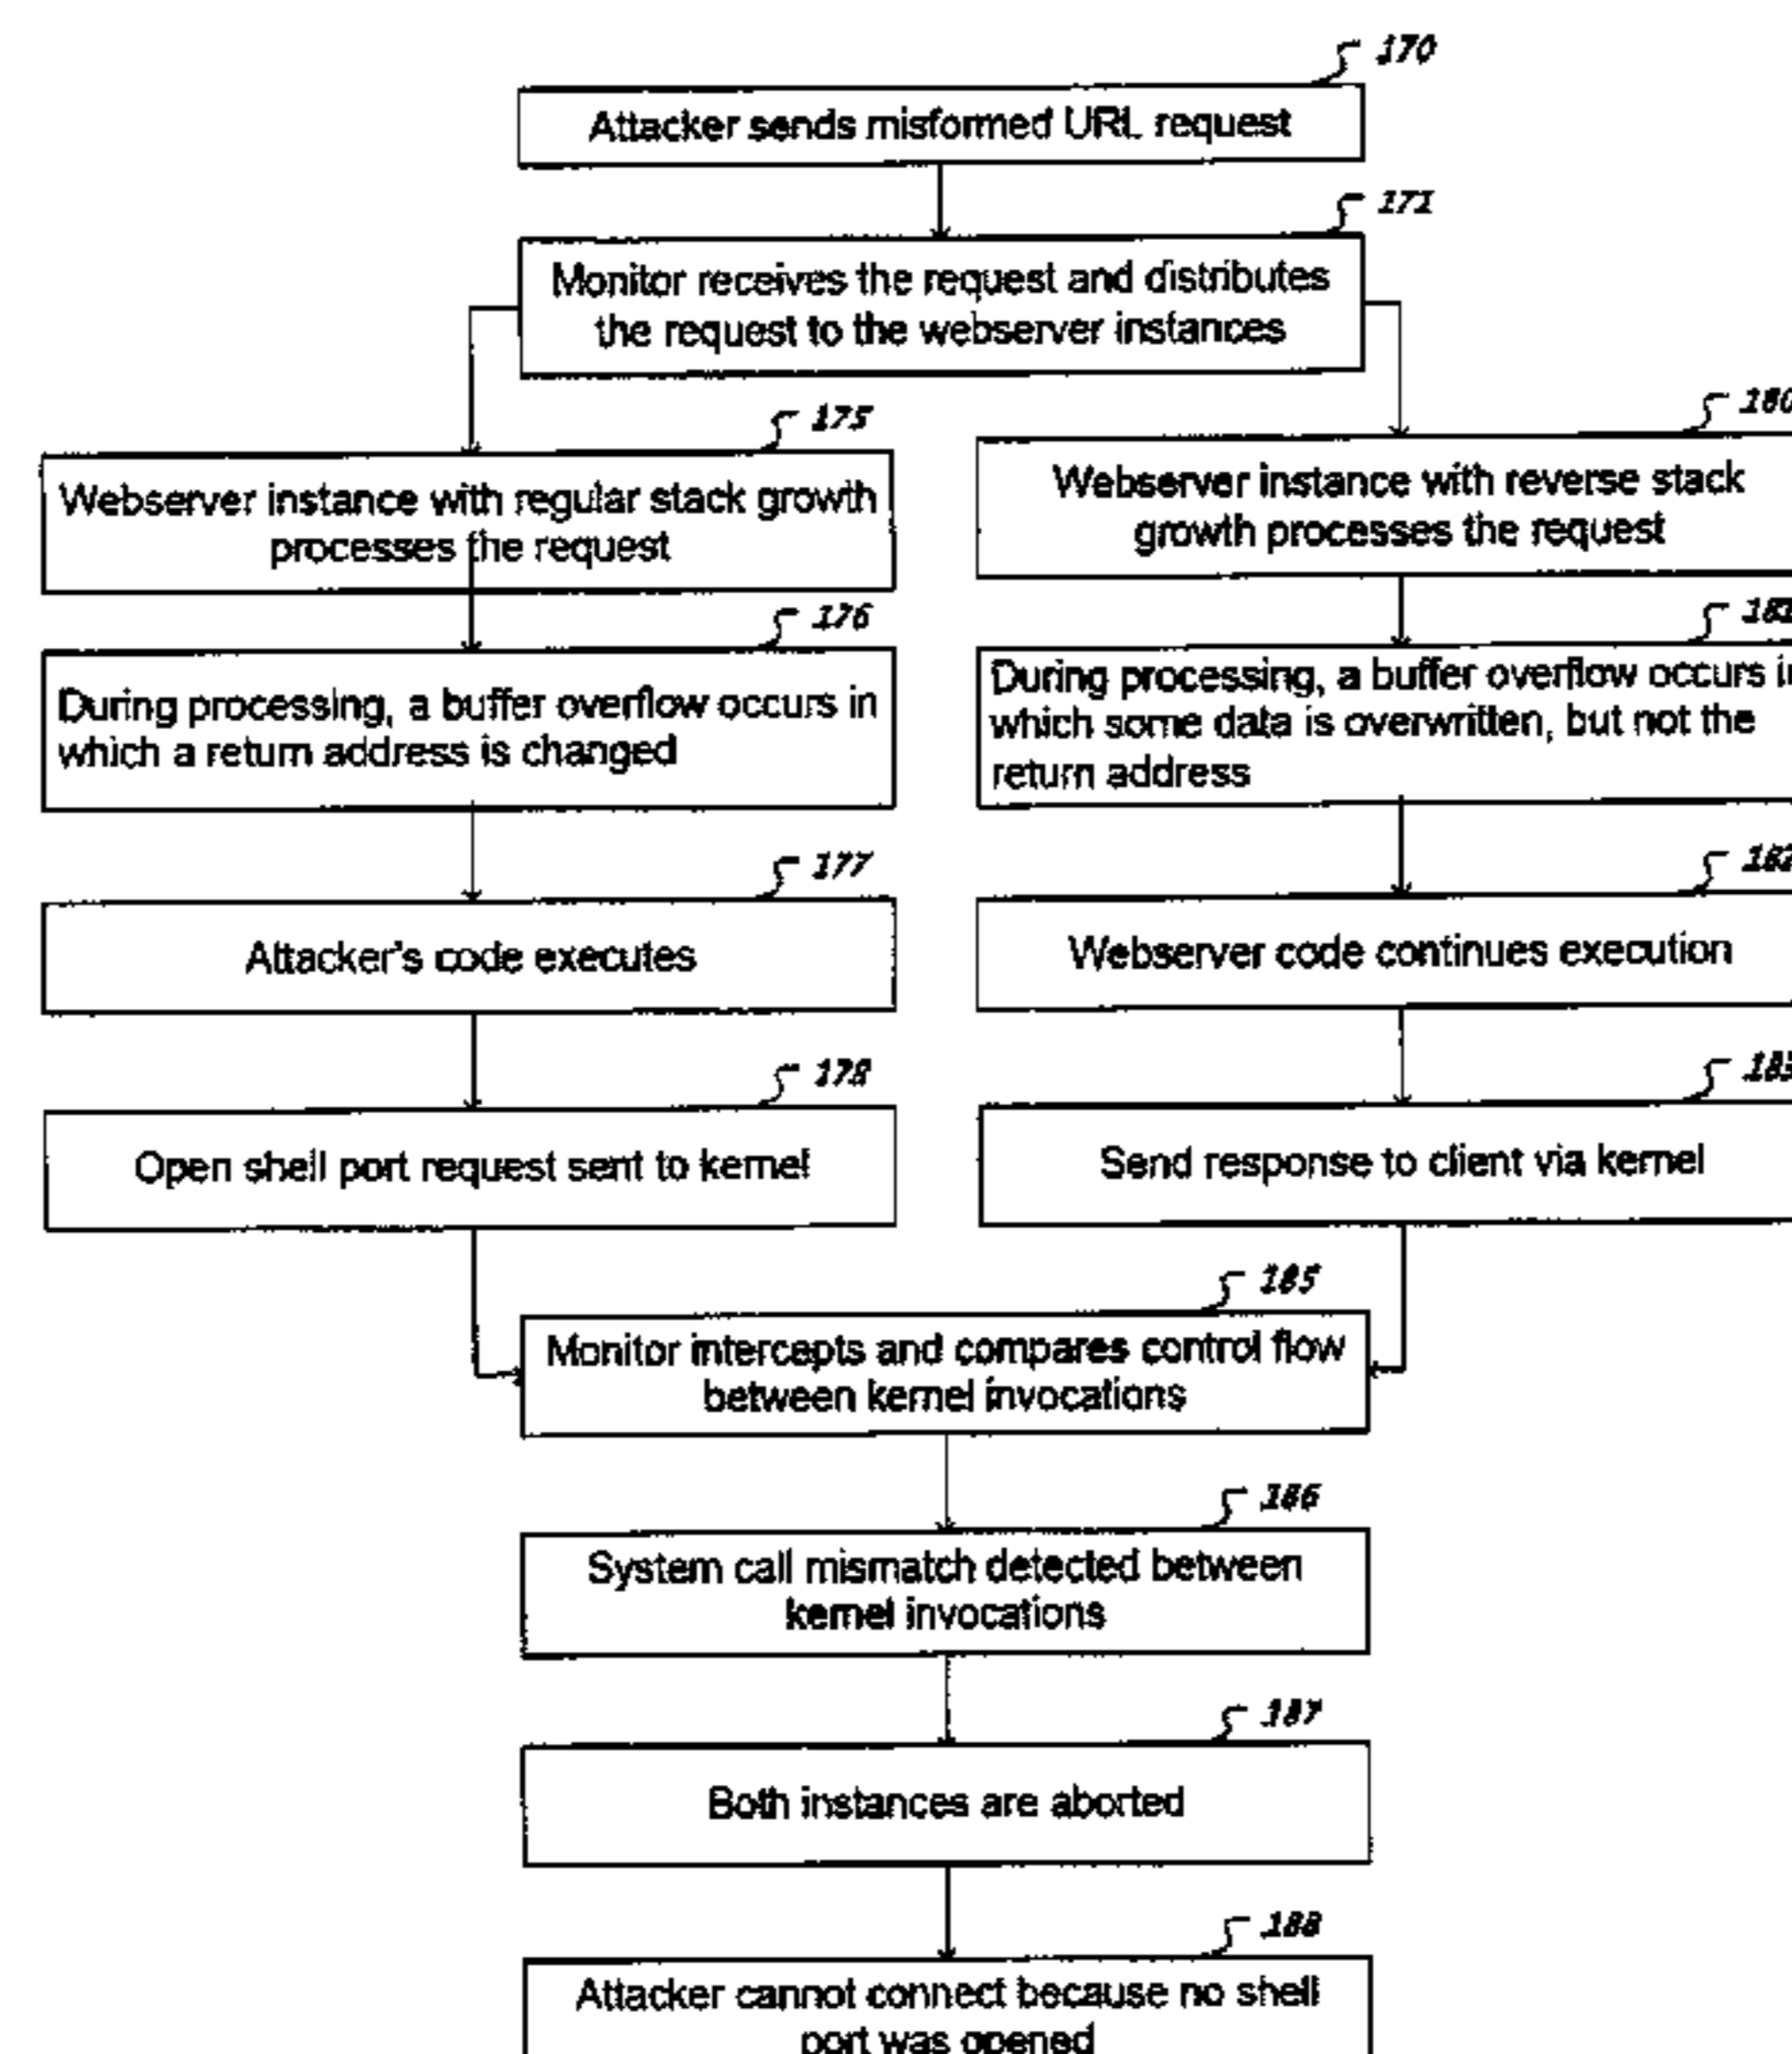 170
Attacker sends misformed URL request
171
Monitor receives the request and distributes
the request to the webserver instances
175
Webserver instance with regular stack growth
processes the request
180
Webserver instance with reverse stack
growth processes the request
176
During processing, a buffer overflow occurs in
which a return address is changed
181
During processing, a buffer overflow occurs in
which some data is overwritten, but not the
return address
177
Attacker's code executes
182
Webserver code continues execution
178
Open shell port request sent to kernel
183
Send response to client via kernel
185
Monitor intercepts and compares control flow
between kernel invocations
186
System call mismatch detected between
kernel invocations
187
Both instances are aborted
188
Attacker cannot connect because no shell
port was opened